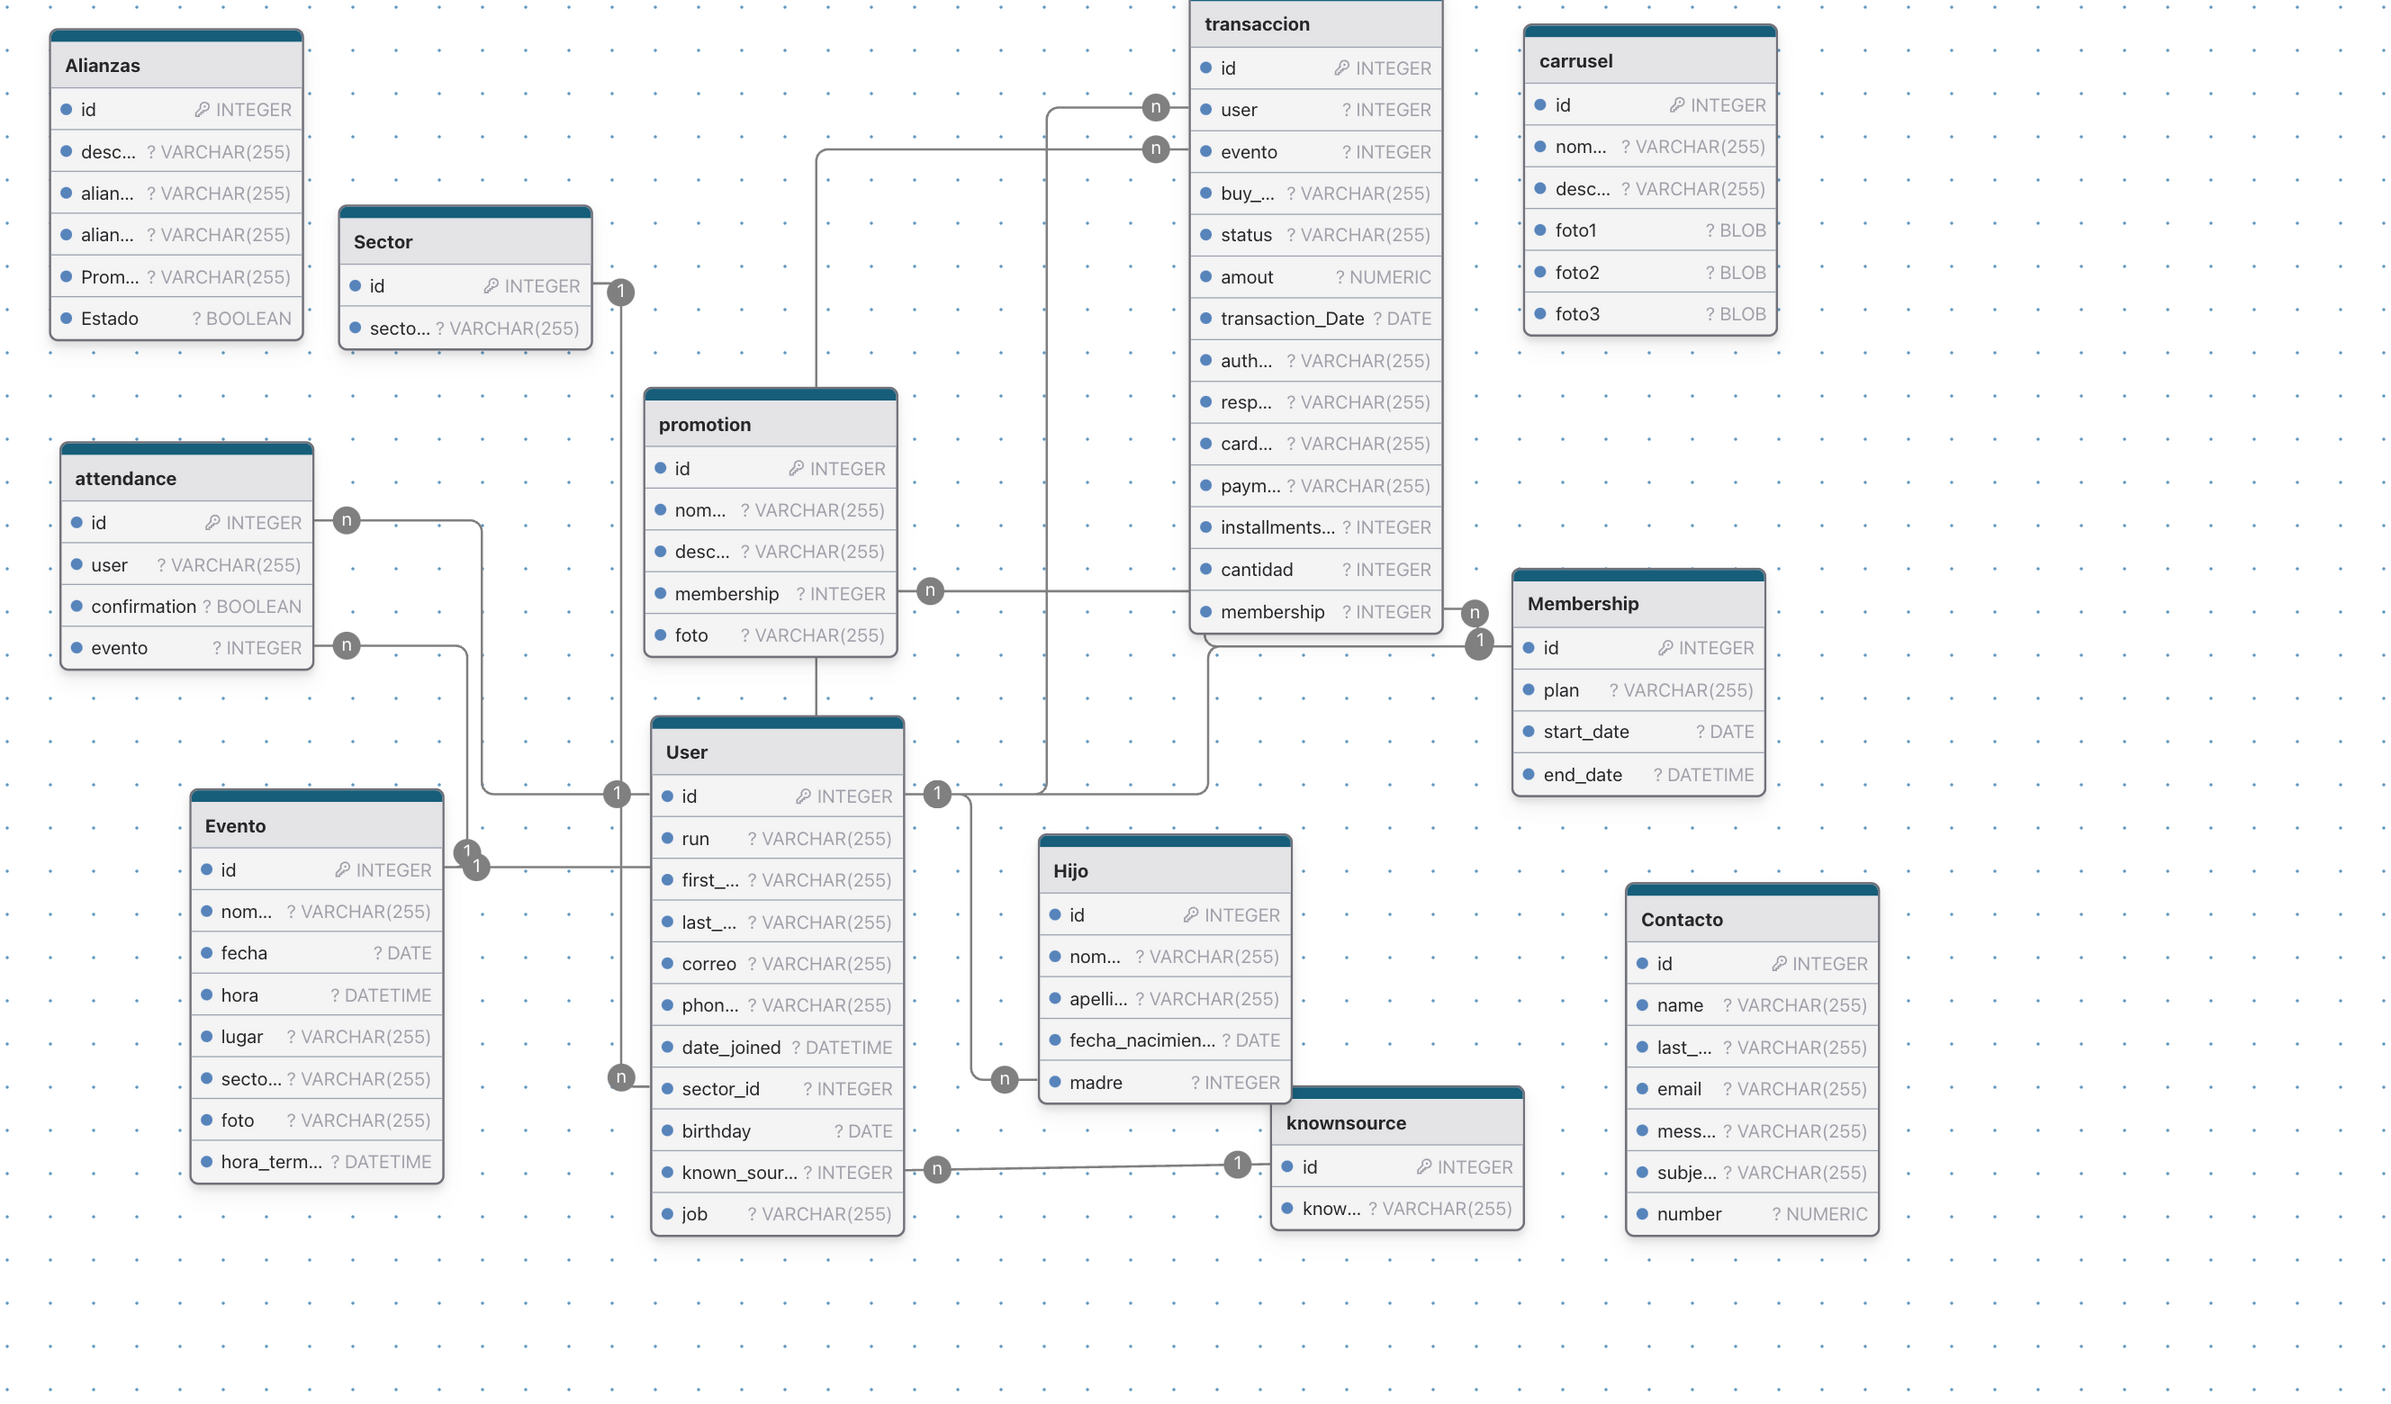 Alianzas
id INTEGER
desc... ? VARCHAR(255)
alian... ? VARCHAR(255)
alian... ? VARCHAR(255)
Prom... ? VARCHAR(255)
Estado ? BOOLEAN
Sector
id INTEGER
secto... ? VARCHAR(255)
transaccion
id INTEGER
user ? INTEGER
evento ? INTEGER
buy_... ? VARCHAR(255)
status ? VARCHAR(255)
amout ? NUMERIC
transaction_Date ? DATE
auth... ? VARCHAR(255)
resp... ? VARCHAR(255)
card... ? VARCHAR(255)
paym... ? VARCHAR(255)
installments... ? INTEGER
cantidad ? INTEGER
membership ? INTEGER
carrusel
id INTEGER
nom... ? VARCHAR(255)
desc... ? VARCHAR(255)
foto1 ? BLOB
foto2 ? BLOB
foto3 ? BLOB
n
n
1
promotion
id INTEGER
nom... ? VARCHAR(255)
desc... ? VARCHAR(255)
membership ? INTEGER
foto ? VARCHAR(255)
n
attendance
id INTEGER
user ? VARCHAR(255)
confirmation ? BOOLEAN
evento ? INTEGER
n
n
n
1
Membership
id INTEGER
plan ? VARCHAR(255)
start_date ? DATE
end_date ? DATETIME
User
id INTEGER
run ? VARCHAR(255)
first_... ? VARCHAR(255)
last_... ? VARCHAR(255)
correo ? VARCHAR(255)
phon... ? VARCHAR(255)
date_joined ? DATETIME
sector_id ? INTEGER
birthday ? DATE
known_sour... ? INTEGER
job ? VARCHAR(255)
1
1
1
1
n
n
n
1
Evento
id INTEGER
nom... ? VARCHAR(255)
fecha ? DATE
hora ? DATETIME
lugar ? VARCHAR(255)
secto... ? VARCHAR(255)
foto ? VARCHAR(255)
hora_term... ? DATETIME
Hijo
id INTEGER
nom... ? VARCHAR(255)
apelli... ? VARCHAR(255)
fecha_nacimien... ? DATE
madre ? INTEGER
knownsource
id INTEGER
know... ? VARCHAR(255)
Contacto
id INTEGER
name ? VARCHAR(255)
last_... ? VARCHAR(255)
email ? VARCHAR(255)
mess... ? VARCHAR(255)
subje... ? VARCHAR(255)
number ? NUMERIC